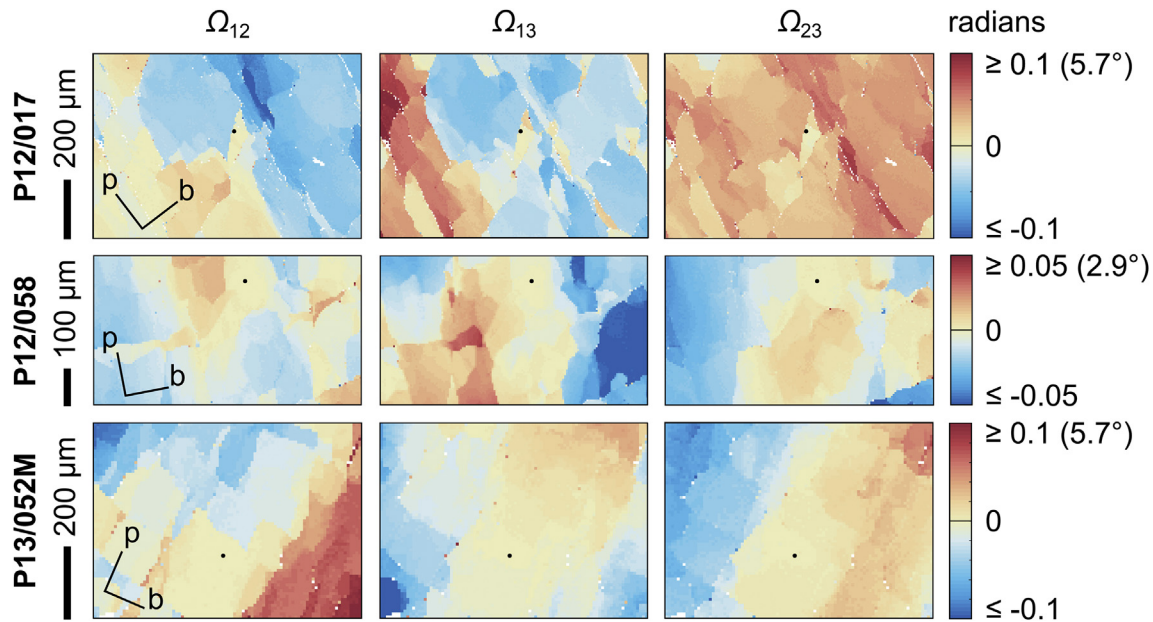 Ω12 Ω13 Ω23 radians
P12/017
200 µm
p
b
≥ 0.1 (5.7°)
0
≤ -0.1
P12/058
100 µm
p
b
≥ 0.05 (2.9°)
0
≤ -0.05
P13/052M
200 µm
p
b
≥ 0.1 (5.7°)
0
≤ -0.1